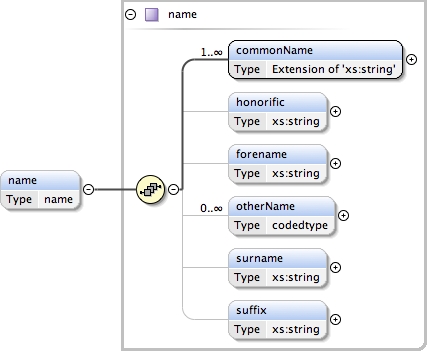 name
1..∞
commonName
Type Extension of 'xs:string'
honorific
Type xs:string
forename
Type xs:string
name
Type name
0..∞
otherName
Type codedtype
surname
Type xs:string
suffix
Type xs:string